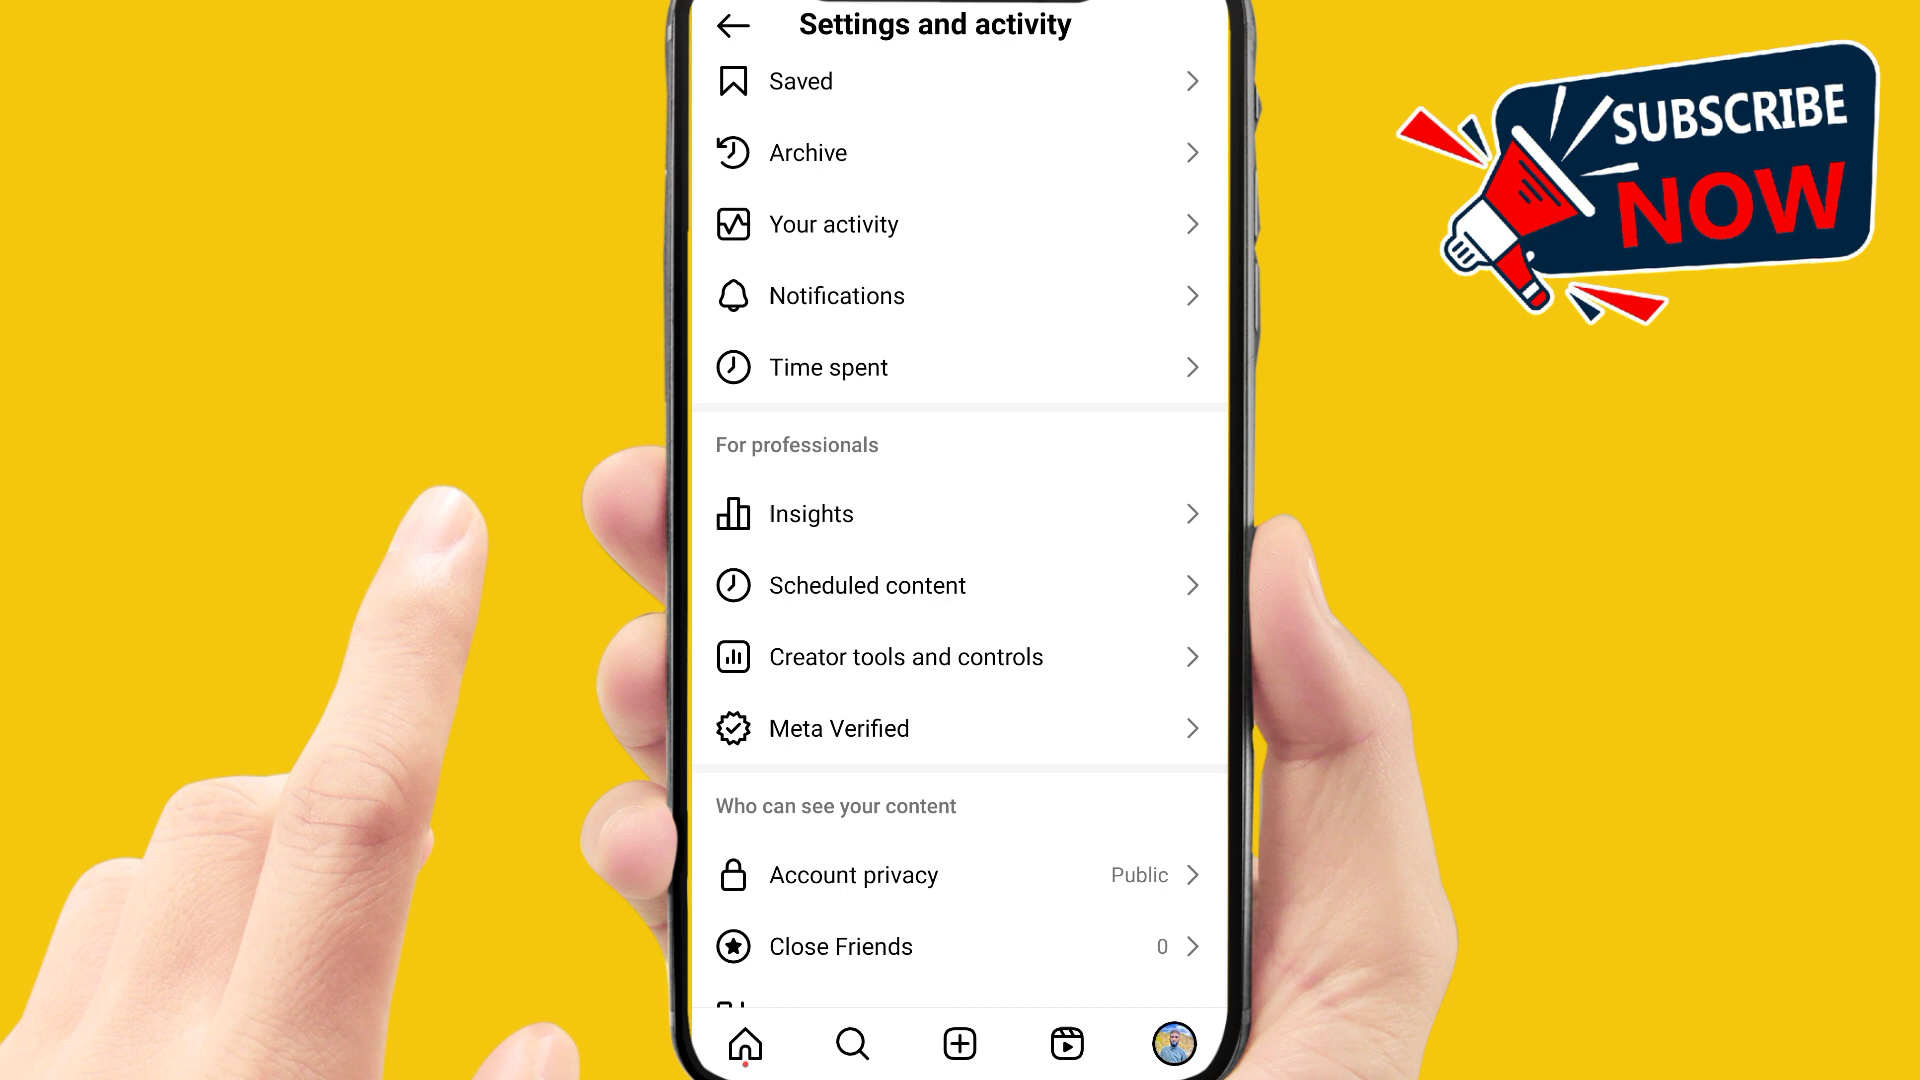 Settings and activity
Saved
Archive
Your activity
Notifications
Time spent
For professionals
Insights
Scheduled content
Creator tools and controls
Meta Verified
Who can see your content
Account privacy Public
Close Friends 0
SUBSCRIBE
NOW